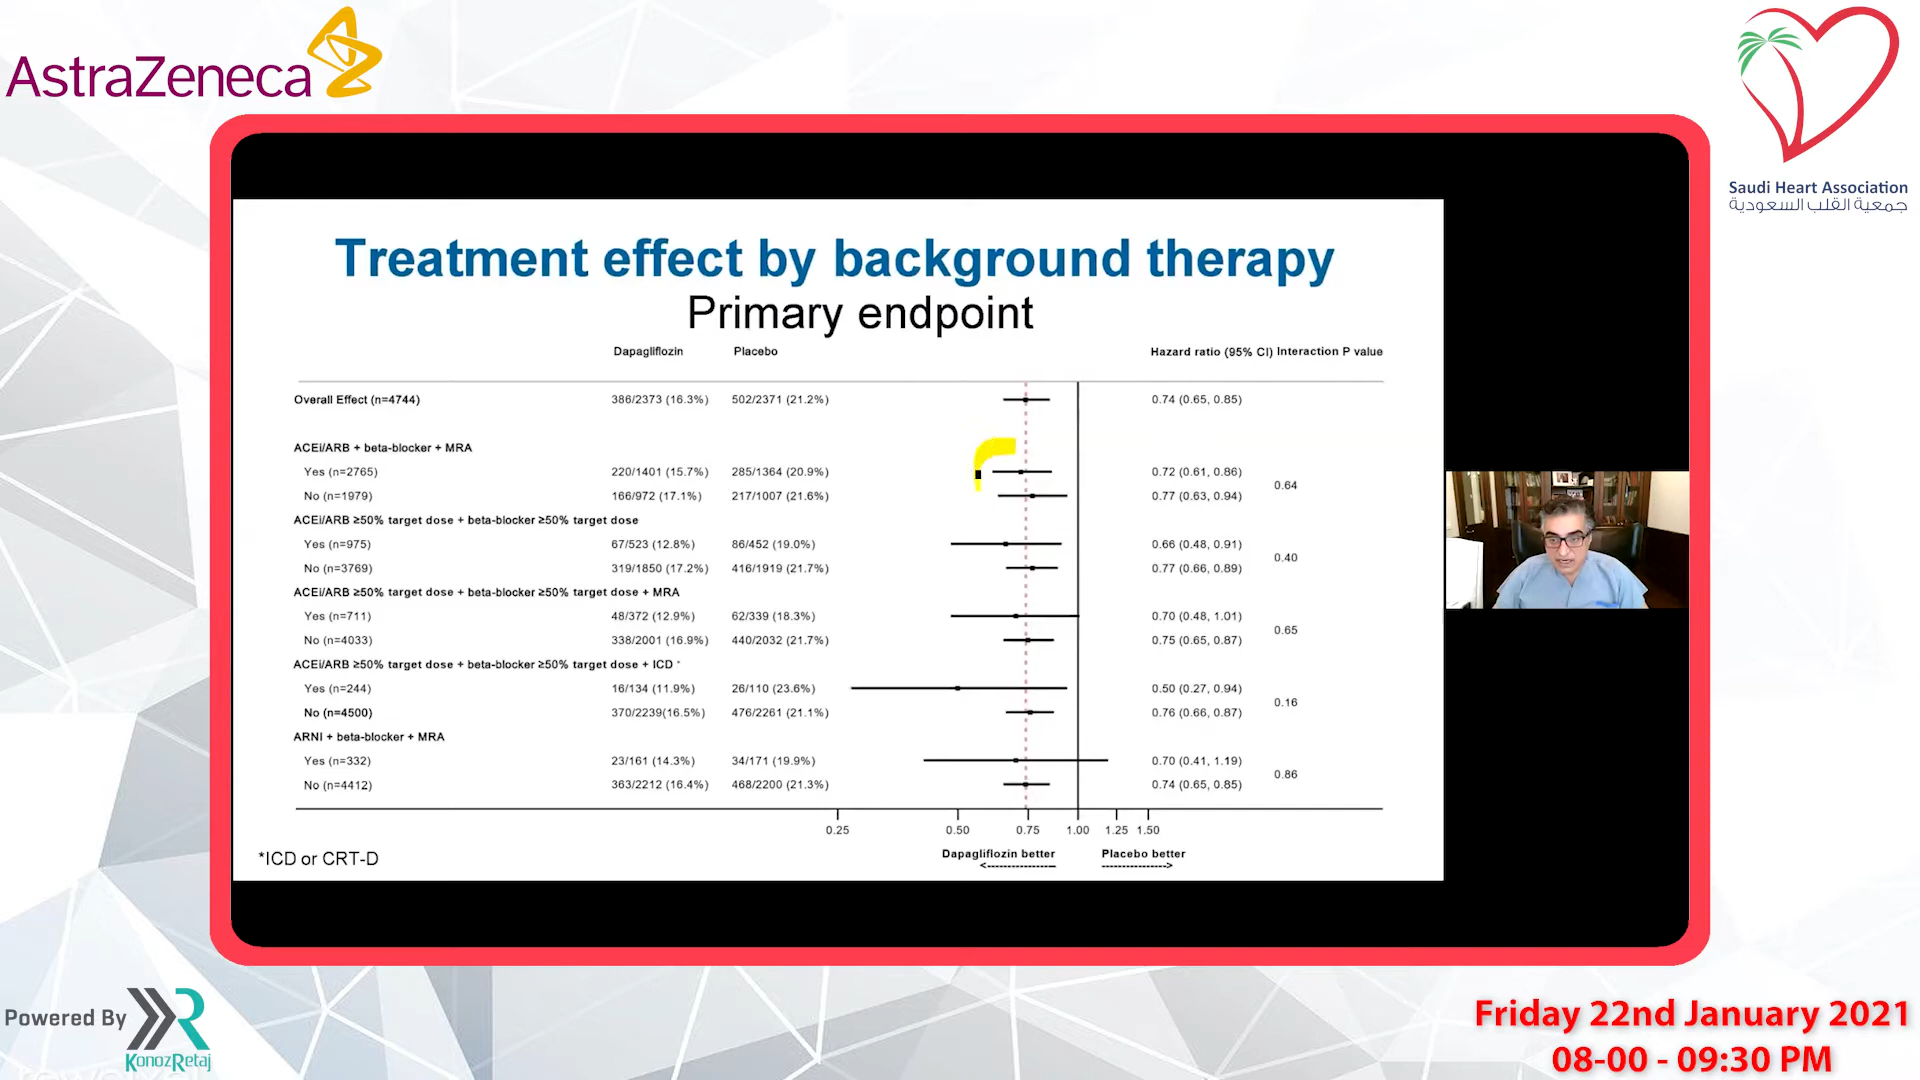 AstraZeneca
Saudi Heart Association
جمعية القلب السعودية
Treatment effect by background therapy
Primary endpoint
Dapagliflozin Placebo Hazard ratio (95% CI) Interaction P value
Overall Effect (n=4744) 386/2373 (16.3%) 502/2371 (21.2%) 0.74 (0.65, 0.85)
ACEi/ARB + beta-blocker + MRA
Yes (n=2765) 220/1401 (15.7%) 285/1364 (20.9%) 0.72 (0.61, 0.86)
0.64
No (n=1979) 166/972 (17.1%) 217/1007 (21.6%) 0.77 (0.63, 0.94)
ACEi/ARB ≥50% target dose + beta-blocker ≥50% target dose
Yes (n=975) 67/523 (12.8%) 86/452 (19.0%) 0.66 (0.48, 0.91)
0.40
No (n=3769) 319/1850 (17.2%) 416/1919 (21.7%) 0.77 (0.66, 0.89)
ACEi/ARB ≥50% target dose + beta-blocker ≥50% target dose + MRA
Yes (n=711) 48/372 (12.9%) 62/339 (18.3%) 0.70 (0.48, 1.01)
0.65
No (n=4033) 338/2001 (16.9%) 440/2032 (21.7%) 0.75 (0.65, 0.87)
ACEi/ARB ≥50% target dose + beta-blocker ≥50% target dose + ICD *
Yes (n=244) 16/134 (11.9%) 26/110 (23.6%) 0.50 (0.27, 0.94)
0.16
No (n=4500) 370/2239(16.5%) 476/2261 (21.1%) 0.76 (0.66, 0.87)
ARNI + beta-blocker + MRA
Yes (n=332) 23/161 (14.3%) 34/171 (19.9%) 0.70 (0.41, 1.19)
0.86
No (n=4412) 363/2212 (16.4%) 468/2200 (21.3%) 0.74 (0.65, 0.85)
0.25 0.50 0.75 1.00 1.25 1.50
Dapagliflozin better Placebo better
*ICD or CRT-D
Powered By
KonozRetaj
Friday 22nd January 2021
08-00 - 09:30 PM